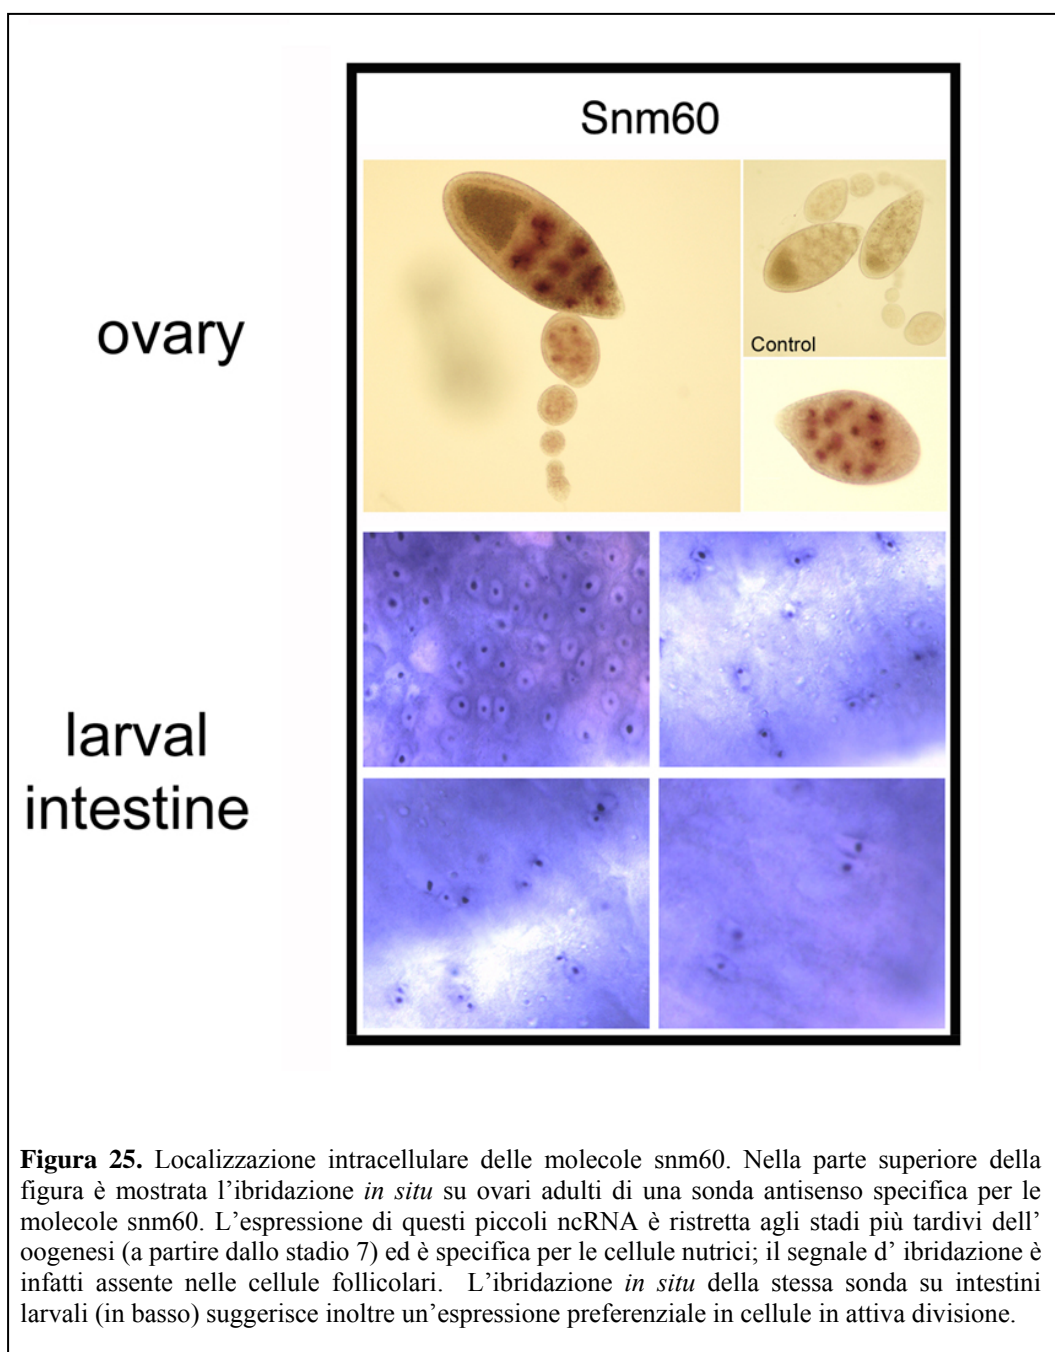 Snm60
ovary
Control
larval
intestine
Figura 25. Localizzazione intracellulare delle molecole snm60. Nella parte superiore della
figura è mostrata l’ibridazione in situ su ovari adulti di una sonda antisenso specifica per le
molecole snm60. L’espressione di questi piccoli ncRNA è ristretta agli stadi più tardivi dell’
oogenesi (a partire dallo stadio 7) ed è specifica per le cellule nutrici; il segnale d’ ibridazione è
infatti assente nelle cellule follicolari. L’ibridazione in situ della stessa sonda su intestini
larvali (in basso) suggerisce inoltre un’espressione preferenziale in cellule in attiva divisione.